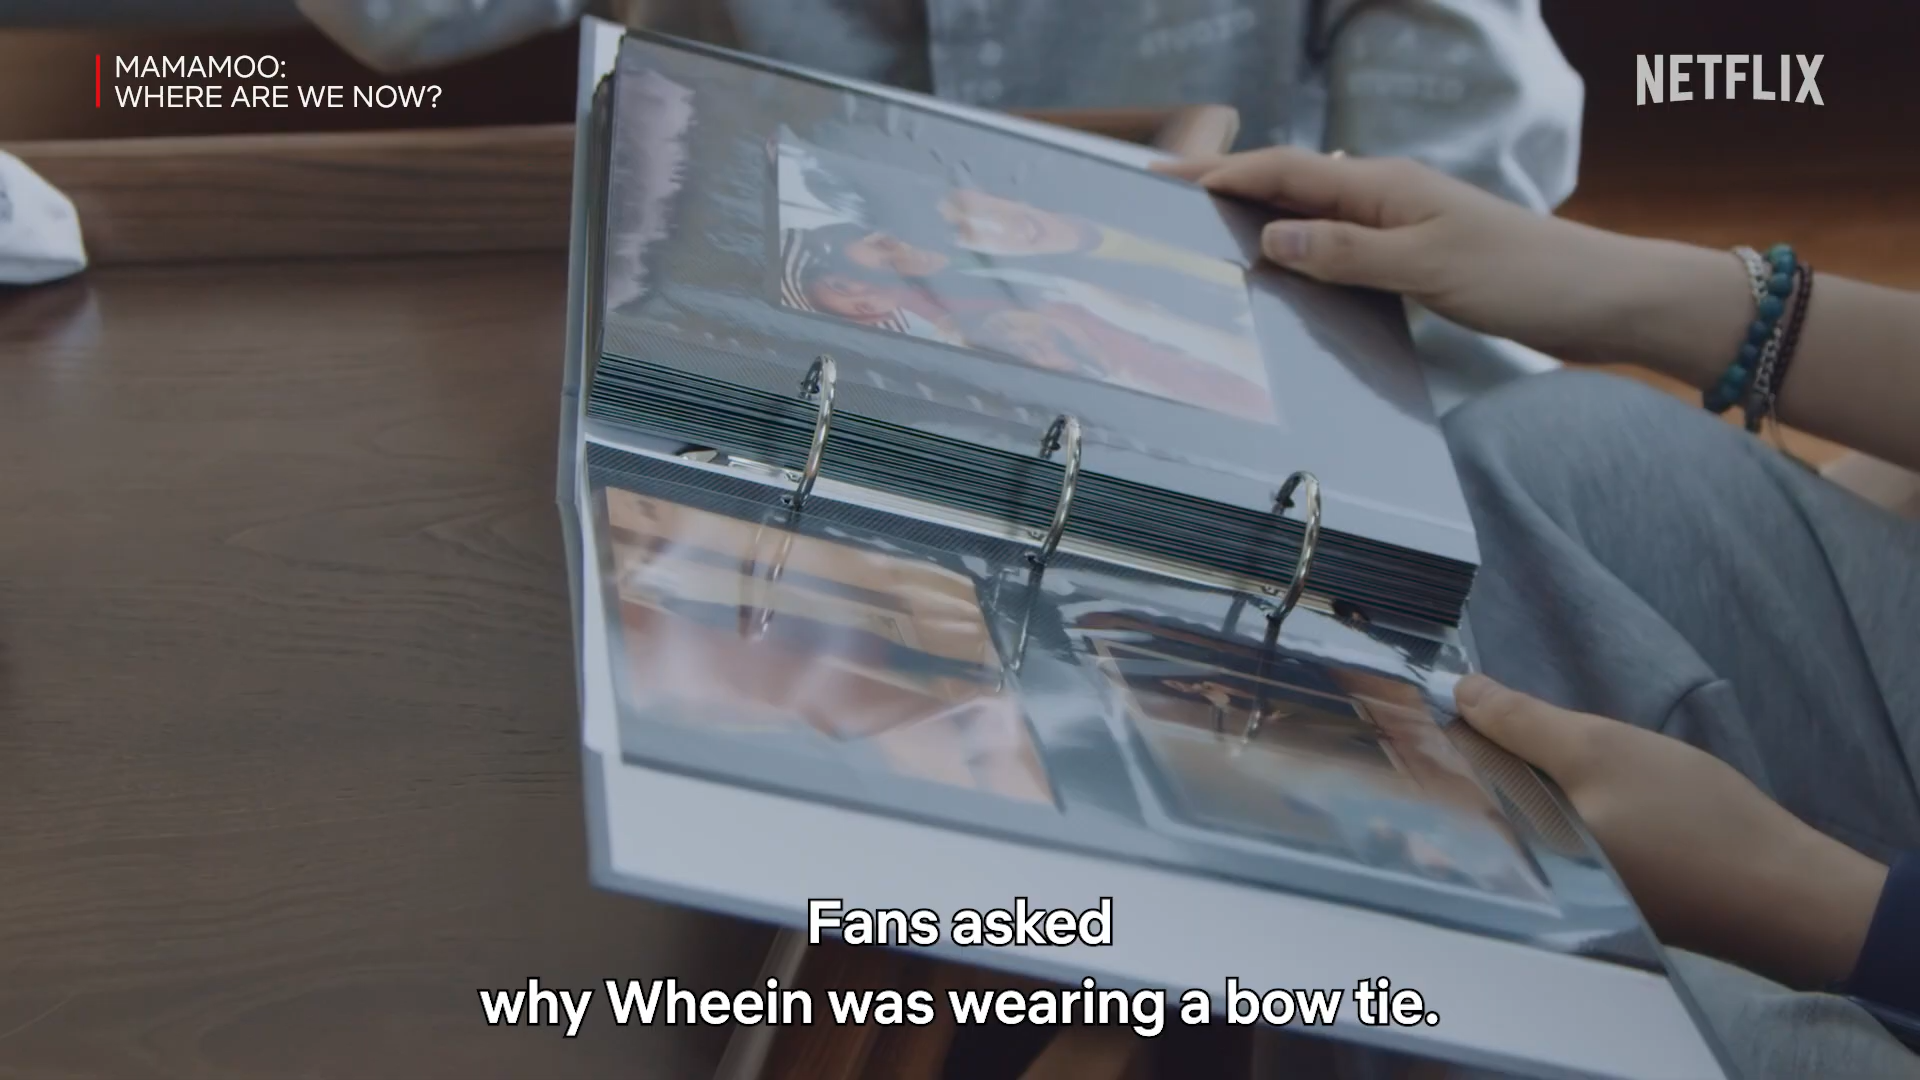 MAMAMOO:
WHERE ARE WE NOW?
NETFLIX
Fans asked
why Wheein was wearing a bow tie.